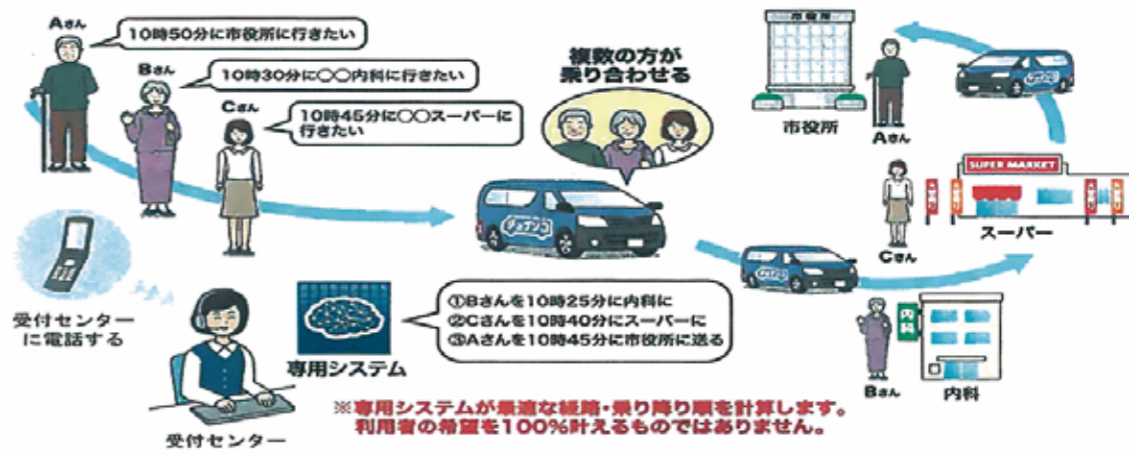 Aさん
10時50分に市役所に行きたい
Bさん
10時30分に〇〇内科に行きたい
Cさん
10時45分に〇〇スーパーに
行きたい
受付センター
に電話する
受付センター
専用システム
①Bさんを10時25分に内科に
②Cさんを10時40分にスーパーに
③Aさんを10時45分に市役所に送る
複数の方が
乗り合わせる
市役所
市役所
Aさん
SUPER MARKET
スーパー
Cさん
内科
Bさん
内科
※専用システムが最適な経路・乗り降り順を計算します。
利用者の希望を100%叶えるものではありません。